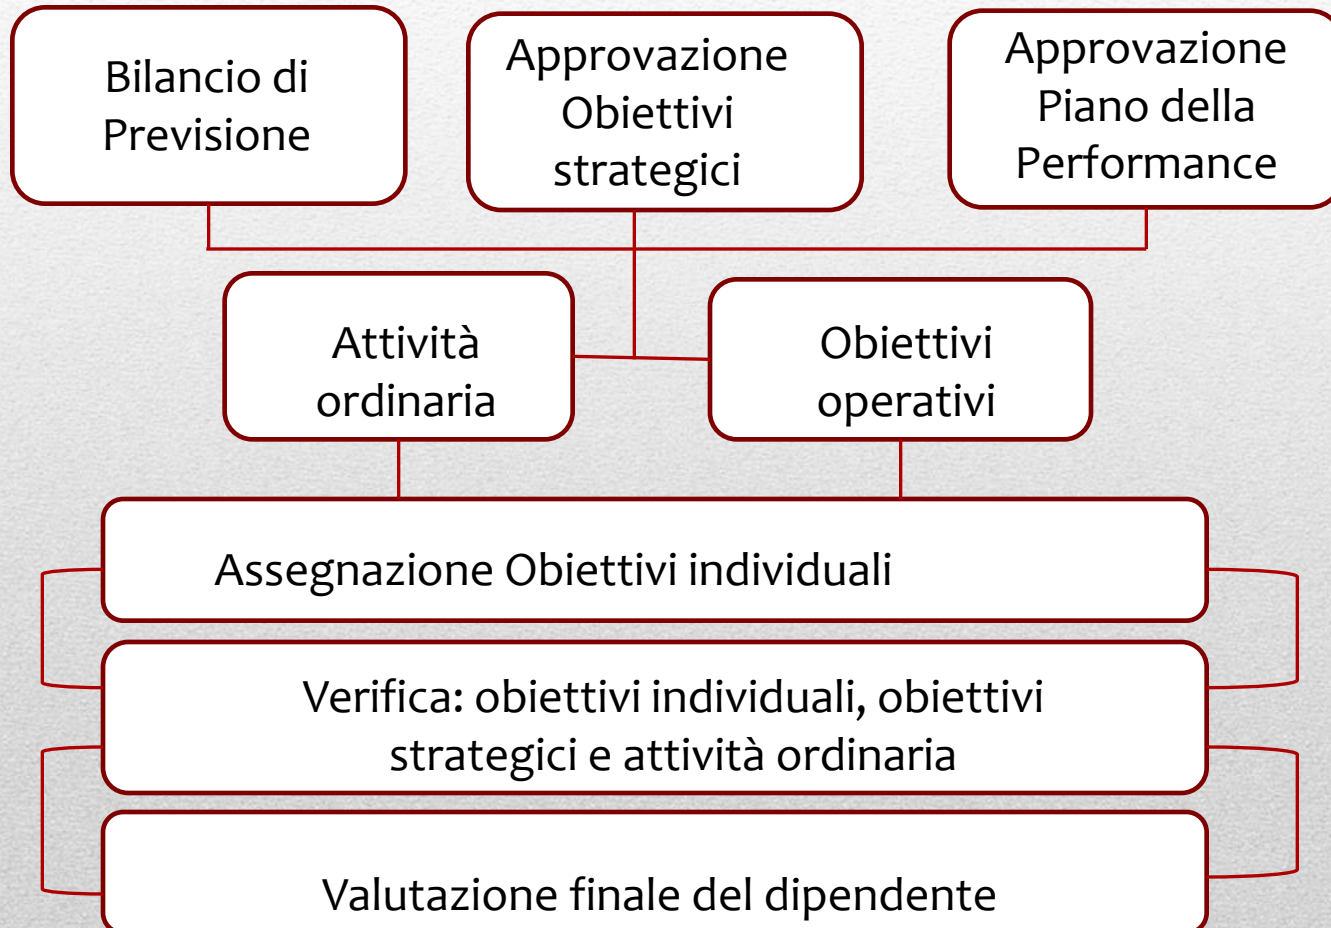 Bilancio di
Previsione
Approvazione
Obiettivi
strategici
Approvazione
Piano della
Performance
Attività
ordinaria
Obiettivi
operativi
Assegnazione Obiettivi individuali
Verifica: obiettivi individuali, obiettivi
strategici e attività ordinaria
Valutazione finale del dipendente